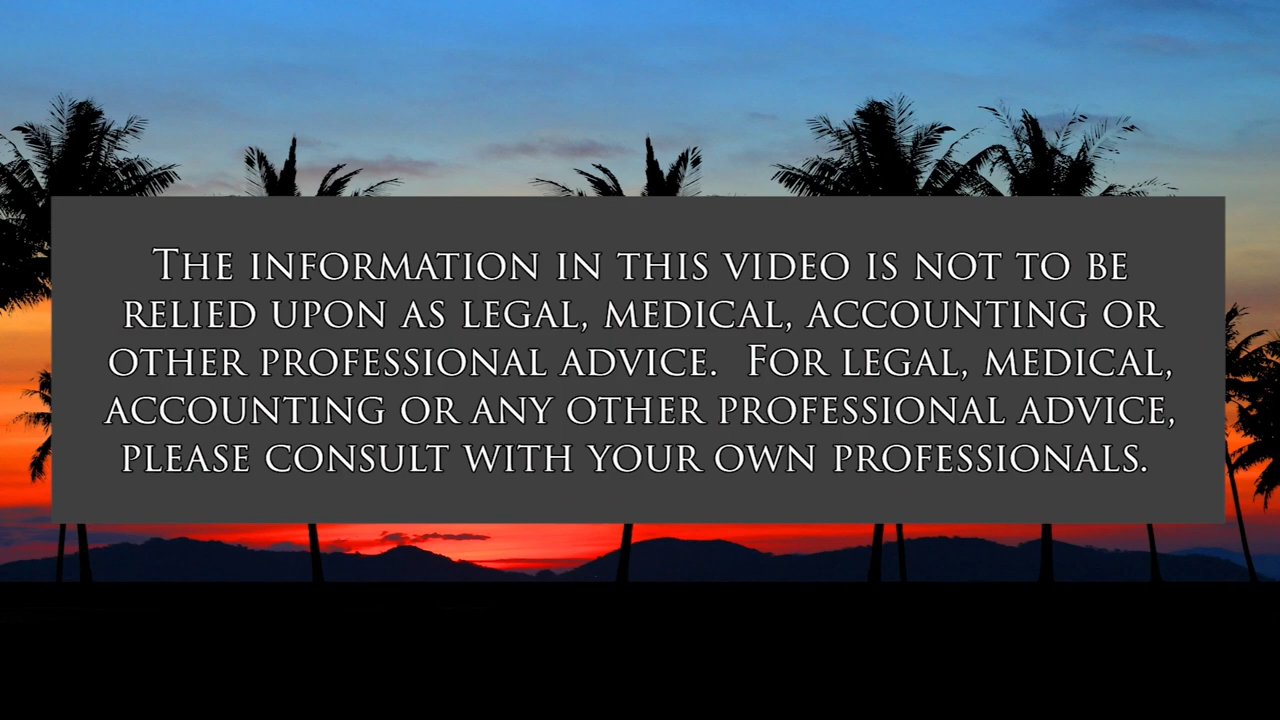 The information in this video is not to be
relied upon as legal, medical, accounting or
other professional advice.  For legal, medical,
accounting or any other professional advice,
please consult with your own professionals.